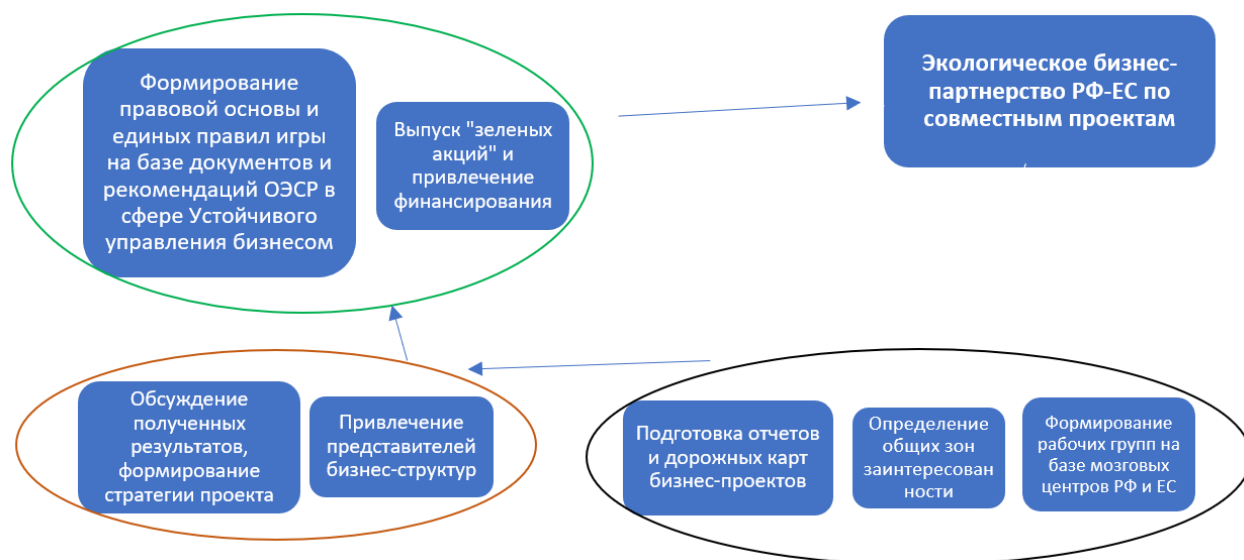 Формирование
правовой основы и
единых правил игры
на базе документов и
рекомендаций ОЭСР в
сфере Устойчивого
управления бизнесом
Выпуск "зеленых
акций" и
привлечение
финансирования
Экологическое бизнес-
партнерство РФ-ЕС по
совместным проектам
Обсуждение
полученных
результатов,
формирование
стратегии проекта
Привлечение
представителей
бизнес-структур
Подготовка отчетов
и дорожных карт
бизнес-проектов
Определение
общих зон
заинтересован
ности
Формирование
рабочих групп на
базе мозговых
центров РФ и ЕС